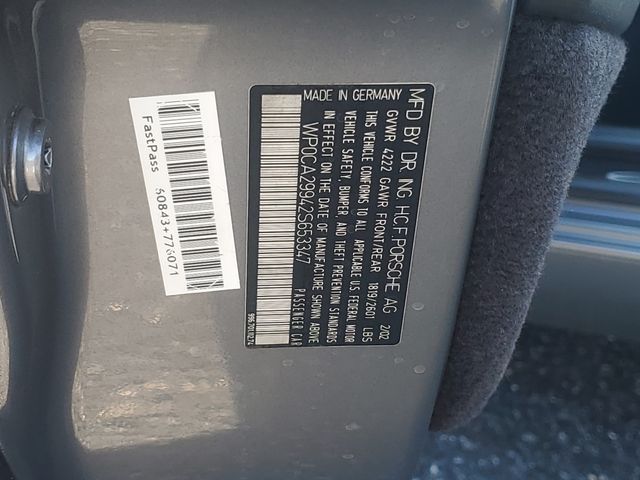 MFD BY DR. ING HCF.PORSCHE AG 2/02
GVWR 4222 GAWR FRONT/REAR 1819/2601 LBS
THIS VEHICLE CONFORMS TO ALL APPLICABLE U.S. FEDERAL MOTOR
VEHICLE SAFETY, BUMPER, AND THEFT PREVENTION STANDARDS
IN EFFECT ON THE DATE OF MANUFACTURE SHOWN ABOVE
WP0CA29942S653347 PASSENGER CAR
MADE IN GERMANY
FastPass 60843+776071